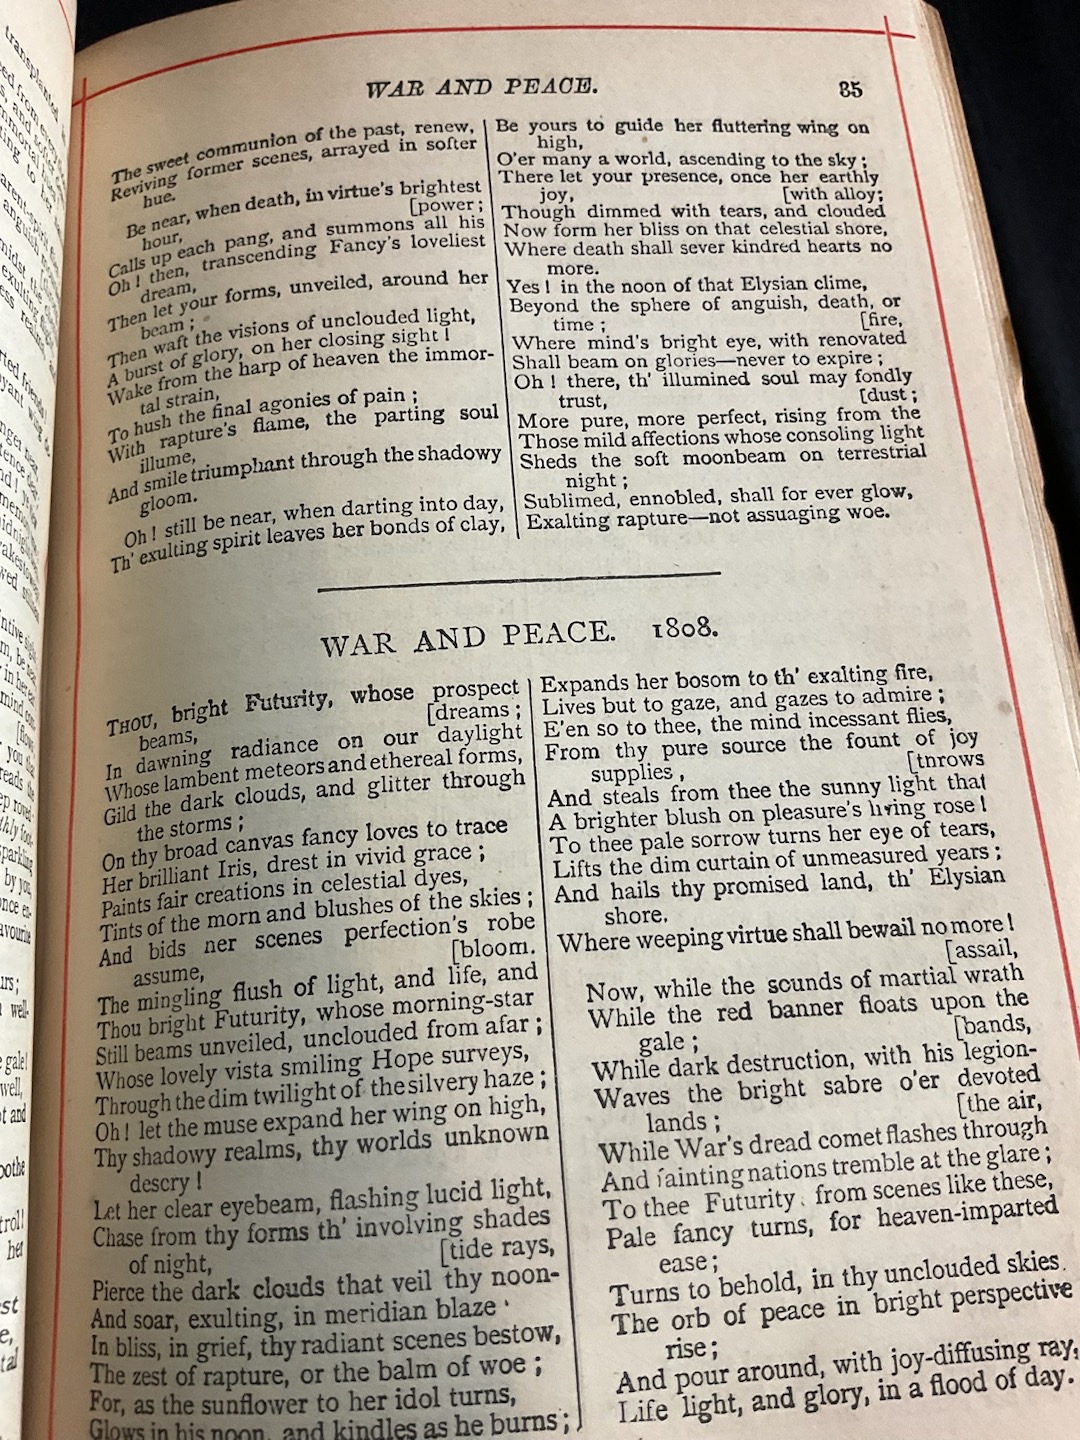 WAR AND PEACE.
85
The sweet communion of the past, renew,
Reviving former scenes, arrayed in softer
hue.
Be near, when death, in virtue's brightest
hour, [power;
Calls up each pang, and summons all his
Oh! then, transcending Fancy's loveliest
dream,
Then let your forms, unveiled, around her
beam;
Then waft the visions of unclouded light,
A burst of glory, on her closing sight!
Wake from the harp of heaven the immor-
tal strain,
To hush the final agonies of pain;
With rapture's flame, the parting soul
illume,
And smile triumphant through the shadowy
gloom.
Oh! still be near, when darting into day,
Th' exulting spirit leaves her bonds of clay,
Be yours to guide her fluttering wing on
high,
O'er many a world, ascending to the sky;
There let your presence, once her earthly
joy, [with alloy;
Though dimmed with tears, and clouded
Now form her bliss on that celestial shore,
Where death shall sever kindred hearts no
more.
Yes! in the noon of that Elysian clime,
Beyond the sphere of anguish, death, or
time; [fire,
Where mind's bright eye, with renovated
Shall beam on glories—never to expire;
Oh! there, th' illumined soul may fondly
trust, [dust;
More pure, more perfect, rising from the
Those mild affections whose consoling light
Sheds the soft moonbeam on terrestrial
night;
Sublimed, ennobled, shall for ever glow,
Exalting rapture—not assuaging woe.
WAR AND PEACE. 1808.
THOU, bright Futurity, whose prospect
beams, [dreams;
In dawning radiance on our daylight
Whose lambent meteors and ethereal forms,
Gild the dark clouds, and glitter through
the storms;
On thy broad canvas fancy loves to trace
Her brilliant Iris, drest in vivid grace;
Paints fair creations in celestial dyes,
Tints of the morn and blushes of the skies;
And bids her scenes perfection's robe
assume, [bloom.
The mingling flush of light, and life, and
Thou bright Futurity, whose morning-star
Still beams unveiled, unclouded from afar;
Whose lovely vista smiling Hope surveys,
Through the dim twilight of the silvery haze;
Oh! let the muse expand her wing on high,
Thy shadowy realms, thy worlds unknown
descry!
Let her clear eyebeam, flashing lucid light,
Chase from thy forms th' involving shades
of night, [tide rays,
Pierce the dark clouds that veil thy noon-
And soar, exulting, in meridian blaze
In bliss, in grief, thy radiant scenes bestow,
The zest of rapture, or the balm of woe;
For, as the sunflower to her idol turns,
Glows in his noon, and kindles as he burns;
Expands her bosom to th' exalting fire,
Lives but to gaze, and gazes to admire;
E'en so to thee, the mind incessant flies,
From thy pure source the fount of joy
supplies, [throws
And steals from thee the sunny light that
A brighter blush on pleasure's living rose!
To thee pale sorrow turns her eye of tears,
Lifts the dim curtain of unmeasured years;
And hails thy promised land, th' Elysian
shore.
Where weeping virtue shall bewail no more!
[assail,
Now, while the sounds of martial wrath
While the red banner floats upon the
gale; [bands,
While dark destruction, with his legion-
Waves the bright sabre o'er devoted
lands; [the air,
While War's dread comet flashes through
And fainting nations tremble at the glare;
To thee Futurity, from scenes like these,
Pale fancy turns, for heaven-imparted
ease;
Turns to behold, in thy unclouded skies.
The orb of peace in bright perspective
rise;
And pour around, with joy-diffusing ray,
Life light, and glory, in a flood of day.